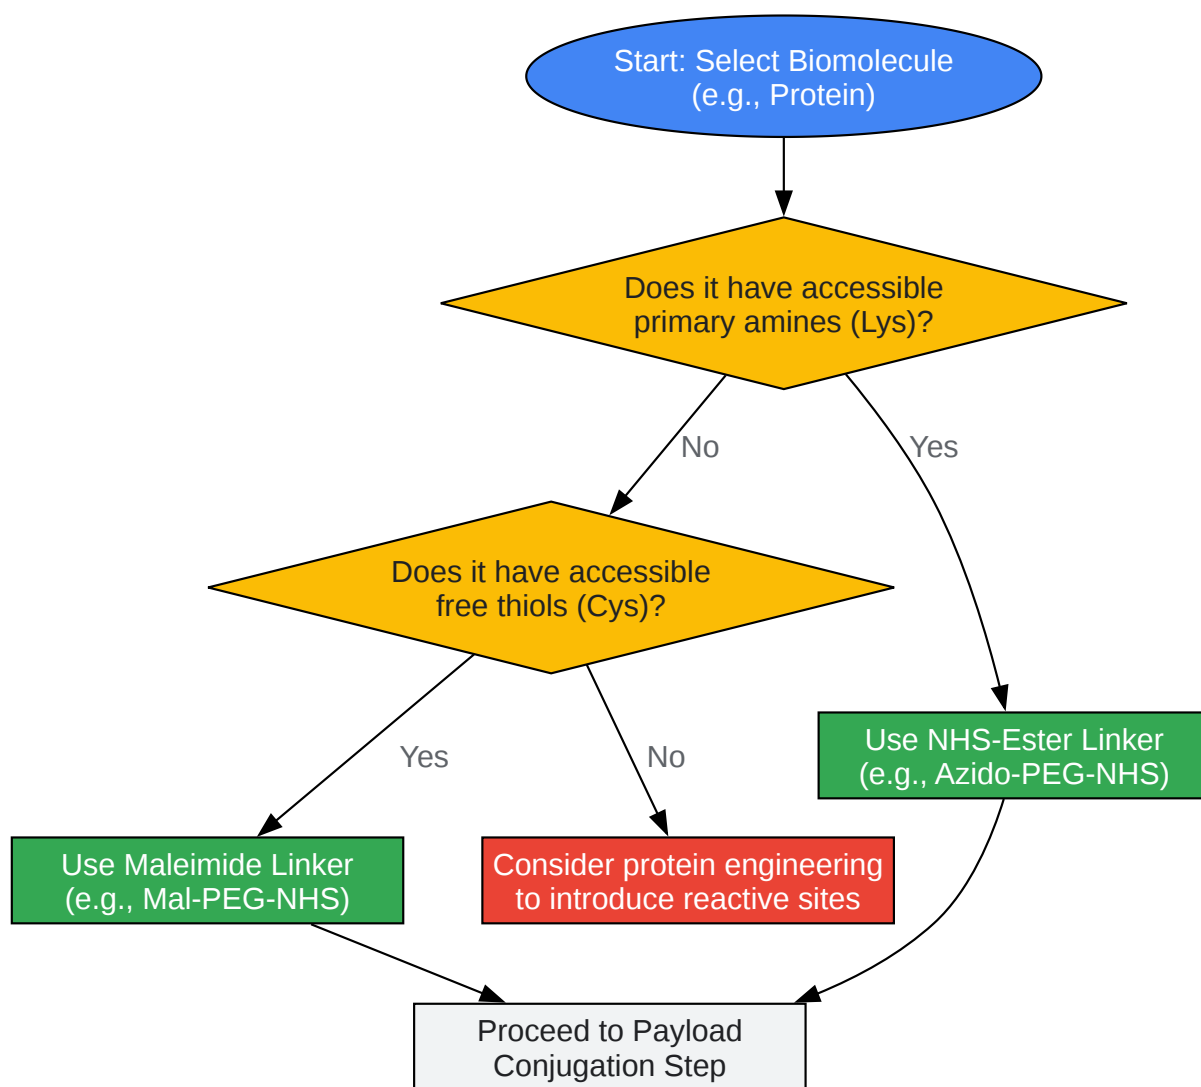 Start: Select Biomolecule
(e.g., Protein)
Does it have accessible
primary amines (Lys)?
No
Yes
Does it have accessible
free thiols (Cys)?
Yes
No
Use NHS-Ester Linker
(e.g., Azido-PEG-NHS)
Use Maleimide Linker
(e.g., Mal-PEG-NHS)
Consider protein engineering
to introduce reactive sites
Proceed to Payload
Conjugation Step